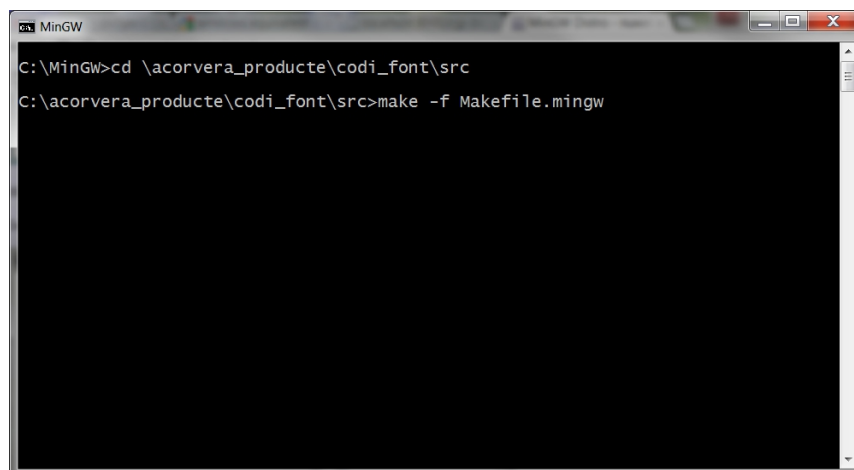 MinGW
C:\MinGW>cd \acorvera_producte\codi_font\src
C:\acorvera_producte\codi_font\src>make -f Makefile.mingw